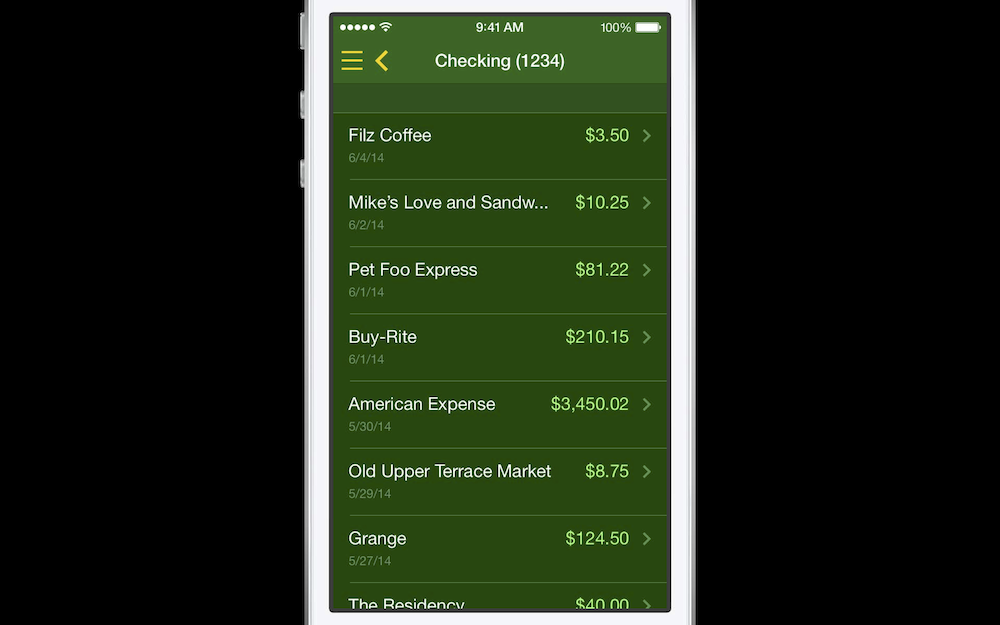 9:41 AM 100%
Checking (1234)
Filz Coffee $3.50
6/4/14
Mike’s Love and Sandw... $10.25
6/2/14
Pet Foo Express $81.22
6/1/14
Buy-Rite $210.15
6/1/14
American Expense $3,450.02
5/30/14
Old Upper Terrace Market $8.75
5/29/14
Grange $124.50
5/27/14
The Residency $40.00